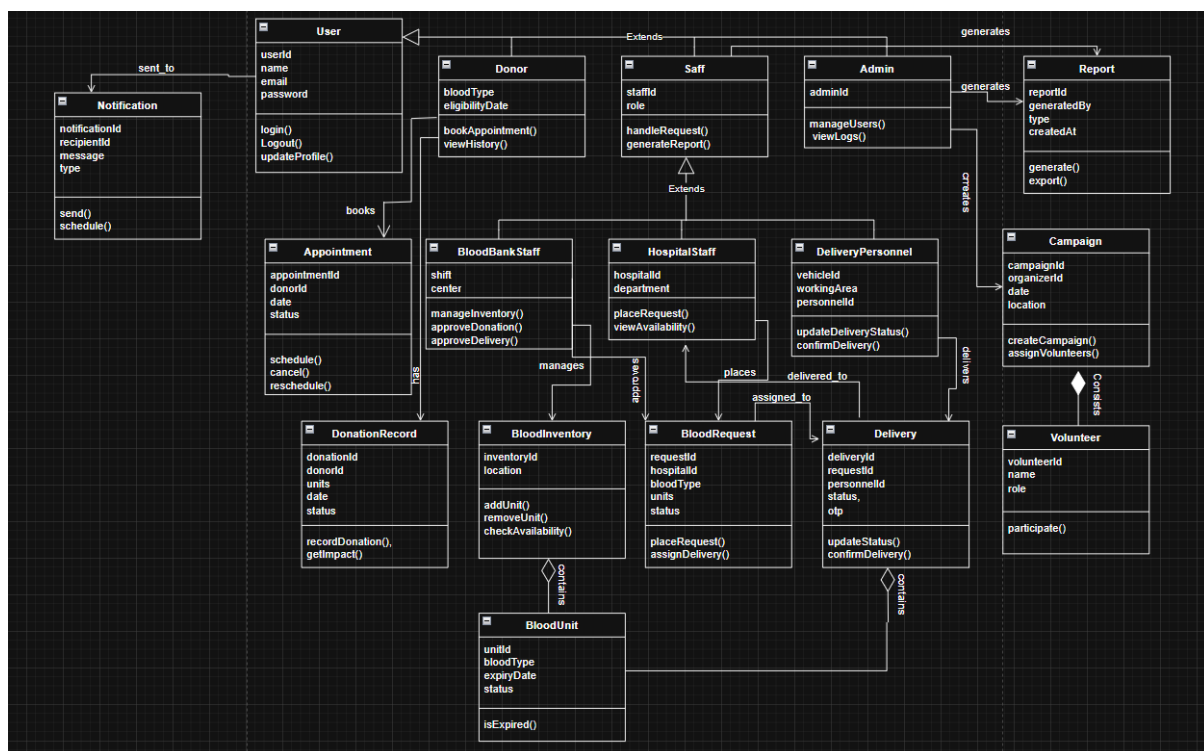 User
userId
name
email
password
login()
Logout()
updateProfile()
Extends
generates
sent_to
Notification
notificationId
recipientId
message
type
send()
schedule()
Donor
bloodType
eligibilityDate
bookAppointment()
viewHistory()
Saff
staffId
role
handleRequest()
generateReport()
Admin
adminId
manageUsers()
viewLogs()
generates
Report
reportId
generatedBy
type
createdAt
generate()
export()
Extends
books
creates
Appointment
appointmentId
donorId
date
status
schedule()
cancel()
reschedule()
BloodBankStaff
shift
center
manageInventory()
approveDonation()
approveDelivery()
HospitalStaff
hospitalId
department
placeRequest()
viewAvailability()
DeliveryPersonnel
vehicleId
workingArea
personnelId
updateDeliveryStatus()
confirmDelivery()
Campaign
campaignId
organizerId
date
location
createCampaign()
assignVolunteers()
has
manages
places
delivered_to
delivers
assigned_to
Consists
DonationRecord
donationId
donorId
units
date
status
recordDonation(),
getImpact()
BloodInventory
inventoryId
location
addUnit()
removeUnit()
checkAvailability()
BloodRequest
requestId
hospitalId
bloodType
units
status
placeRequest()
assignDelivery()
Delivery
deliveryId
requestId
personnelId
status,
otp
updateStatus()
confirmDelivery()
Volunteer
volunteerId
name
role
participate()
contains
contains
BloodUnit
unitId
bloodType
expiryDate
status
isExpired()